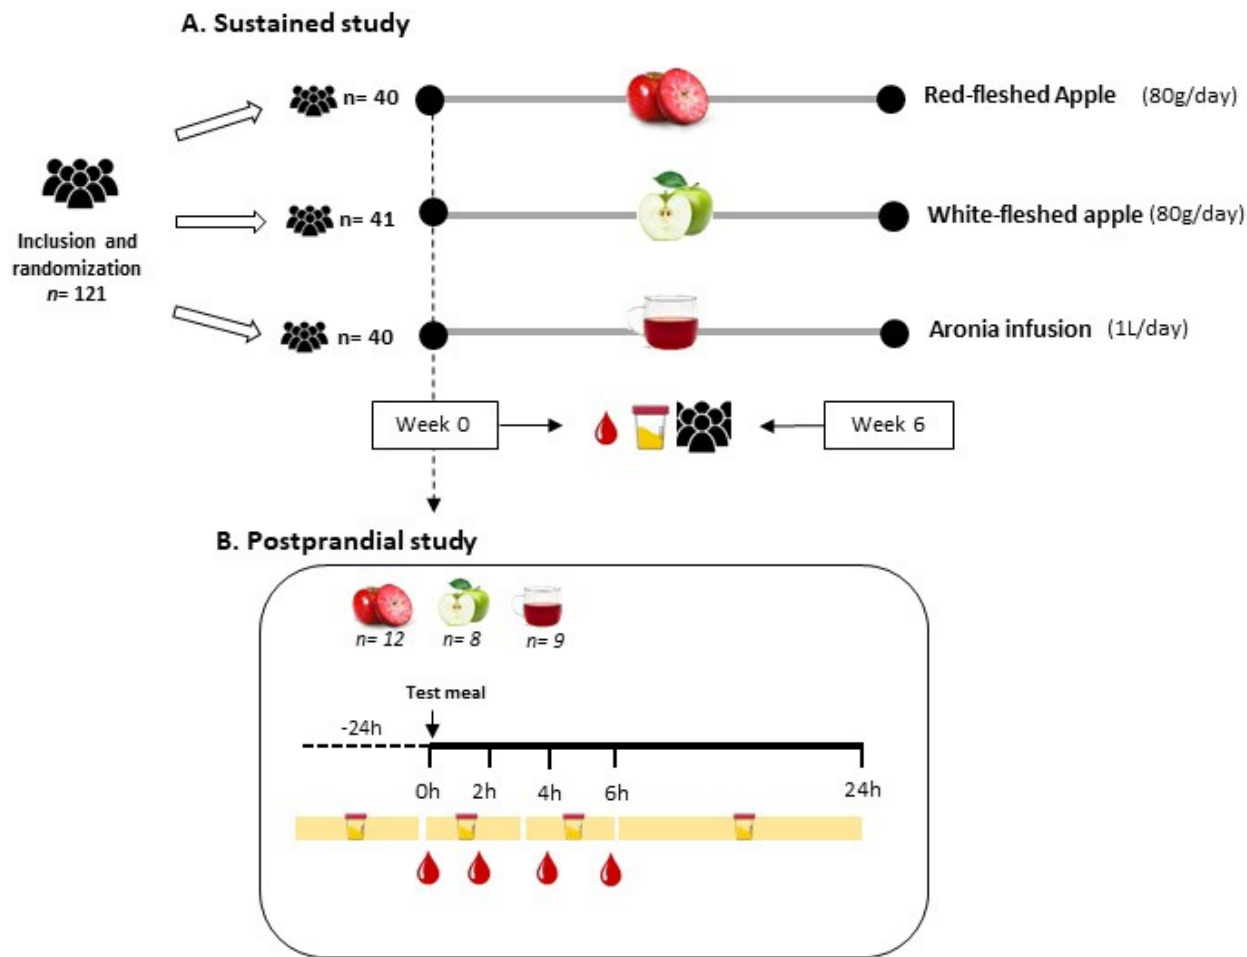 A. Sustained study
n= 40
Red-fleshed Apple (80g/day)
n= 41
White-fleshed apple (80g/day)
Inclusion and
randomization
n= 121
n= 40
Aronia infusion (1L/day)
Week 0
Week 6
B. Postprandial study
n= 12
n= 8
n= 9
Test meal
-24h
0h
2h
4h
6h
24h